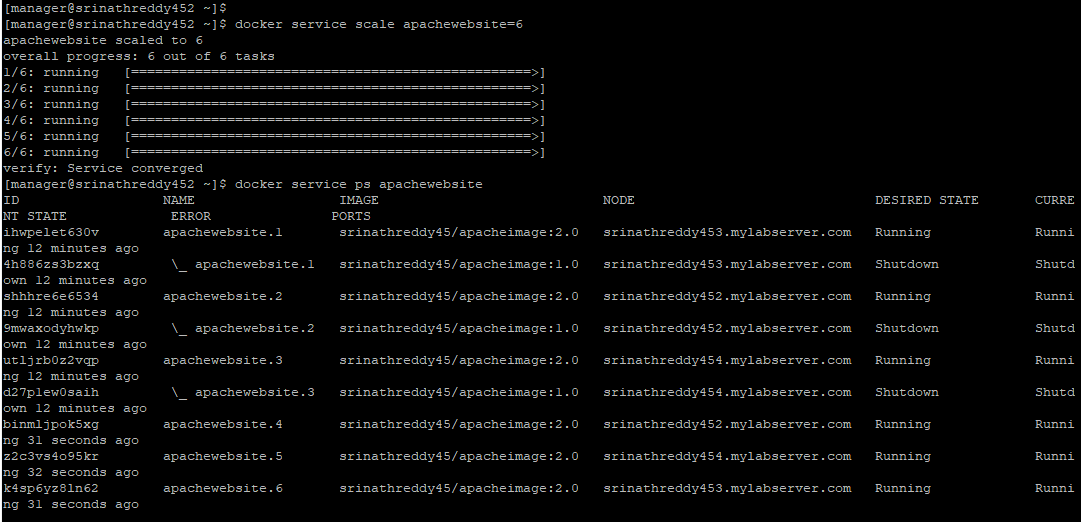 [manager@srinathreddy452 ~]$
[manager@srinathreddy452 ~]$ docker service scale apachewebsite=6
apachewebsite scaled to 6
overall progress: 6 out of 6 tasks
1/6: running   [==================================================>]
2/6: running   [==================================================>]
3/6: running   [==================================================>]
4/6: running   [==================================================>]
5/6: running   [==================================================>]
6/6: running   [==================================================>]
verify: Service converged
[manager@srinathreddy452 ~]$ docker service ps apachewebsite
ID                  NAME                  IMAGE                            NODE                              DESIRED STATE       CURRE
NT STATE             ERROR               PORTS
ihwpelet630v        apachewebsite.1       srinathreddy45/apacheimage:2.0   srinathreddy453.mylabserver.com   Running             Runni
ng 12 minutes ago
4h886zs3bzxq         \_ apachewebsite.1   srinathreddy45/apacheimage:1.0   srinathreddy453.mylabserver.com   Shutdown            Shutd
own 12 minutes ago
shhhre6e6534        apachewebsite.2       srinathreddy45/apacheimage:2.0   srinathreddy452.mylabserver.com   Running             Runni
ng 12 minutes ago
9mwaxodyhwkp         \_ apachewebsite.2   srinathreddy45/apacheimage:1.0   srinathreddy452.mylabserver.com   Shutdown            Shutd
own 12 minutes ago
utljrb0z2vqp        apachewebsite.3       srinathreddy45/apacheimage:2.0   srinathreddy454.mylabserver.com   Running             Runni
ng 12 minutes ago
d27plew0saih         \_ apachewebsite.3   srinathreddy45/apacheimage:1.0   srinathreddy454.mylabserver.com   Shutdown            Shutd
own 12 minutes ago
binmljpok5xg        apachewebsite.4       srinathreddy45/apacheimage:2.0   srinathreddy452.mylabserver.com   Running             Runni
ng 31 seconds ago
z2c3vs4o95kr        apachewebsite.5       srinathreddy45/apacheimage:2.0   srinathreddy454.mylabserver.com   Running             Runni
ng 32 seconds ago
k4sp6yz8ln62        apachewebsite.6       srinathreddy45/apacheimage:2.0   srinathreddy453.mylabserver.com   Running             Runni
ng 31 seconds ago